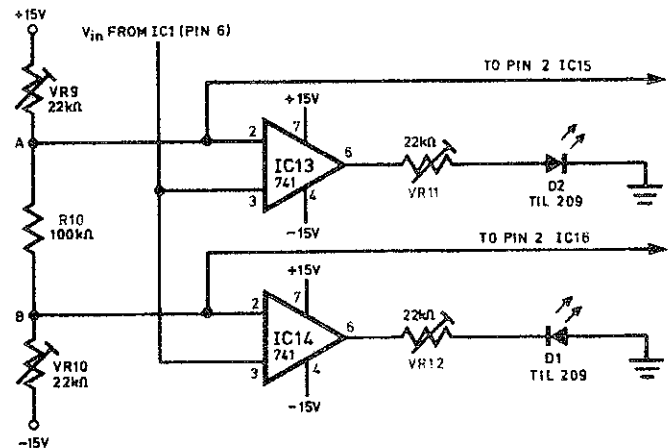 +15V
Vin FROM IC1 (PIN 6)
TO PIN 2 IC15
VR9
22kΩ
+15V
A
2
7
6
22kΩ
IC13
741
3
4
VR11
D2
TIL 209
-15V
R10
100kΩ
TO PIN 2 IC16
+15V
B
2
7
6
22kΩ
IC14
741
3
4
VR12
D1
TIL 209
VR10
22kΩ
-15V
-15V